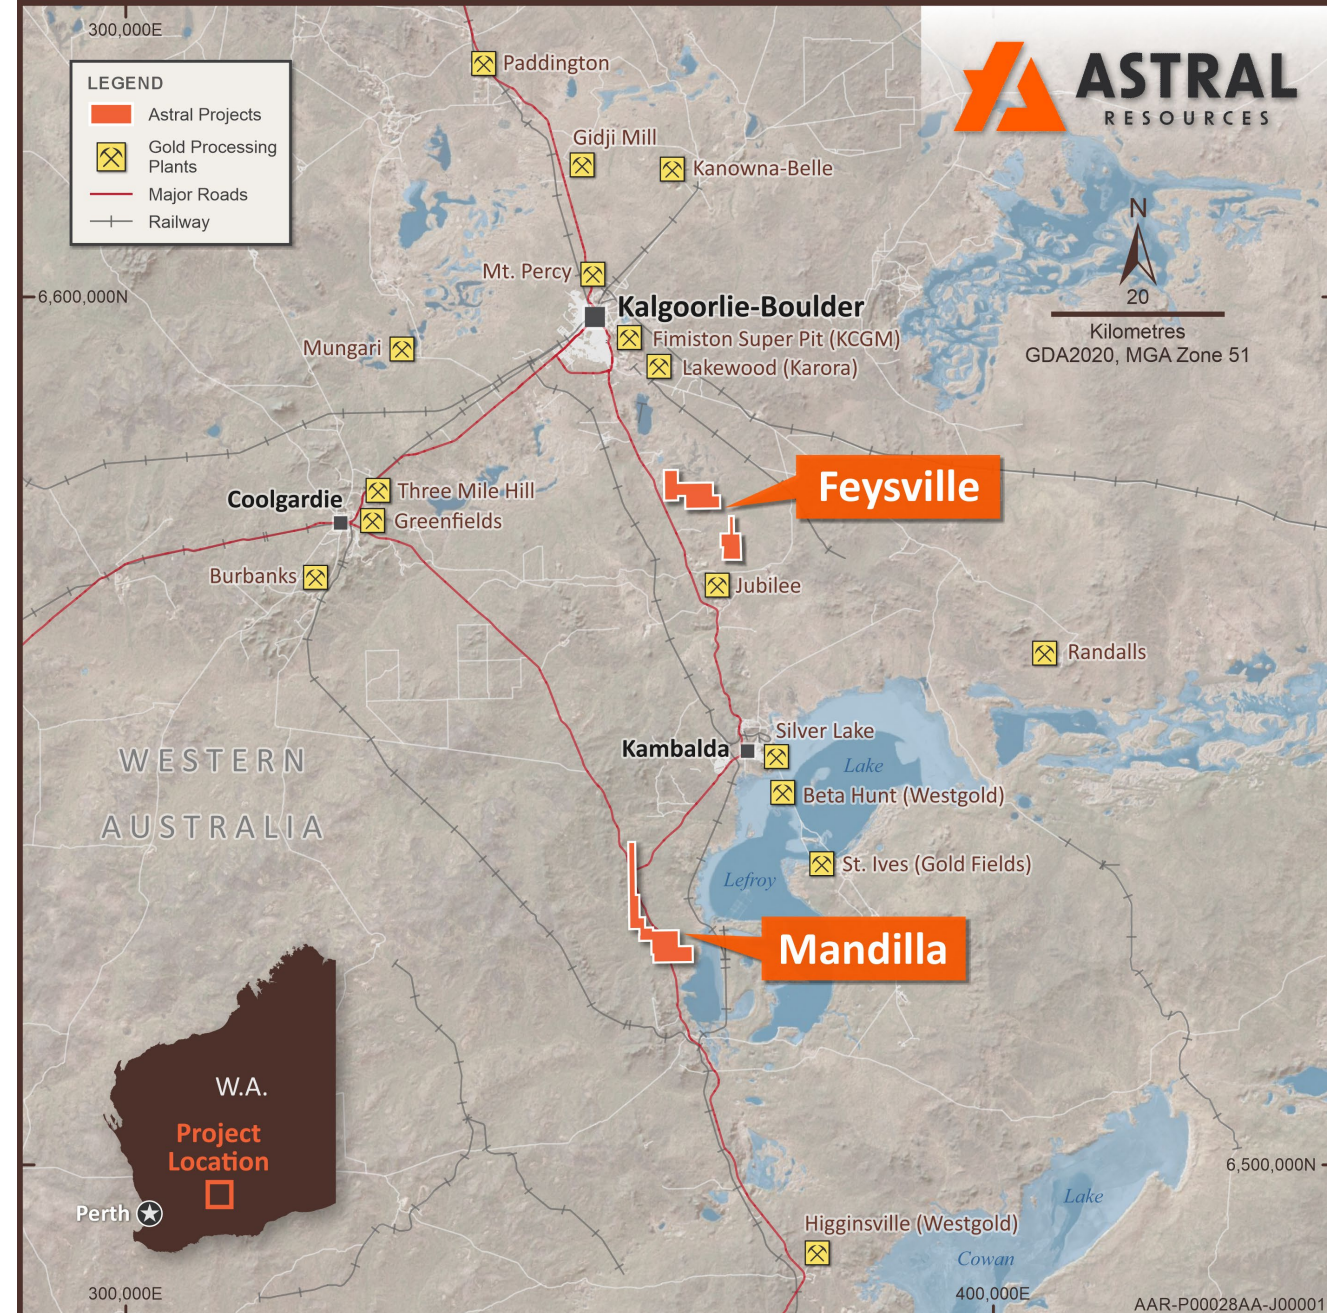 300,000E
LEGEND
Astral Projects
Gold Processing
Plants
Major Roads
Railway
ASTRAL
RESOURCES
Paddington
Gidji Mill
Kanowna-Belle
N
20
Kilometres
GDA2020, MGA Zone 51
6,600,000N
Mt. Percy
Kalgoorlie-Boulder
Fimiston Super Pit (KCGM)
Lakewood (Karora)
Mungari
Feysville
Coolgardie
Three Mile Hill
Greenfields
Burbanks
Jubilee
Randalls
Silver Lake
Kambalda
Lake
Beta Hunt (Westgold)
WESTERN
AUSTRALIA
St. Ives (Gold Fields)
Lefroy
Mandilla
W.A.
Project
Location
Perth
6,500,000N
Lake
Cowan
Higginsville (Westgold)
300,000E
400,000E
AAR-P00028AA-J00001